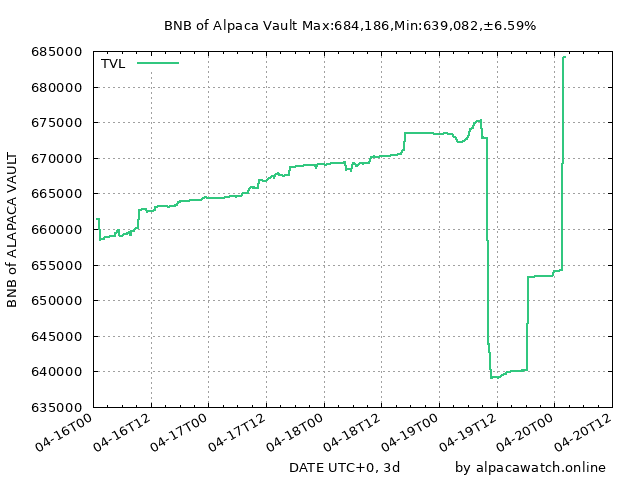 BNB of Alpaca Vault Max:684,186,Min:639,082,±6.59%
685000
TVL
680000
675000
670000
665000
660000
655000
650000
645000
640000
635000
BNB of ALAPACA VAULT
04-16T00
04-16T12
04-17T00
04-17T12
04-18T00
04-18T12
04-19T00
04-19T12
04-20T00
04-20T12
DATE UTC+0, 3d
by alpacawatch.online